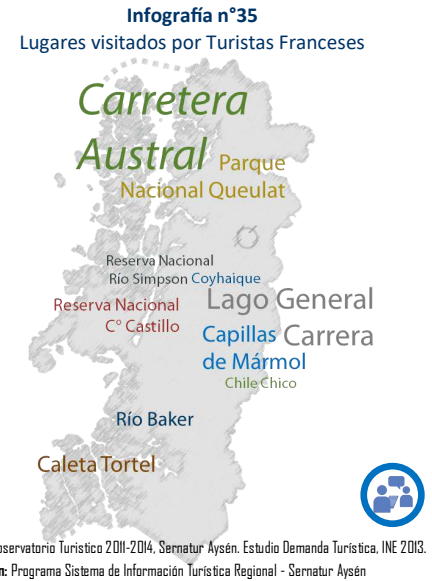 Infografía n°35
Lugares visitados por Turistas Franceses
Carretera
Austral
Parque
Nacional Queulat
Reserva Nacional
Río Simpson
Coyhaique
Reserva Nacional
C° Castillo
Lago General
Carrera
Capillas
de Mármol
Chile Chico
Río Baker
Caleta Tortel
Turistico 2011-2014, Sernatur Aysén. Estudio Demanda Turística, INE 2013.
Programa Sistema de Información Turística Regional - Sernatur Aysén